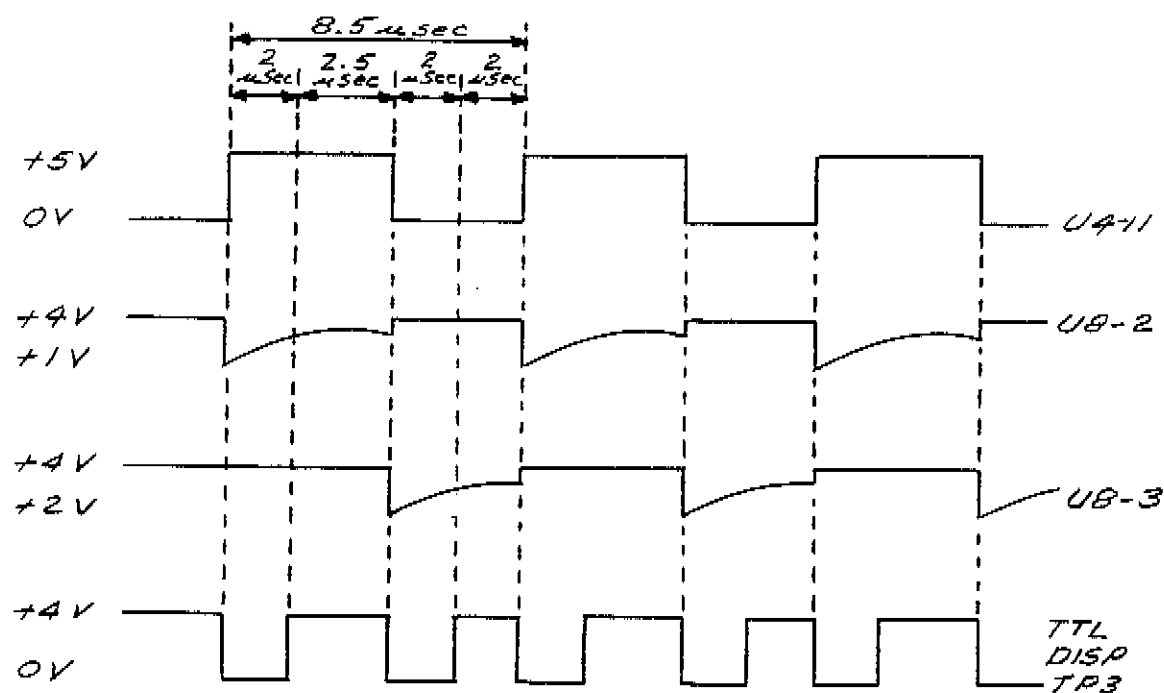 8.5 µsec
2 µsec 2.5 µsec 2 µsec 2 µsec
+5V
0V
U4-11
+4V
+1V
U8-2
+4V
+2V
U8-3
+4V
0V
TTL
DISP
TP3